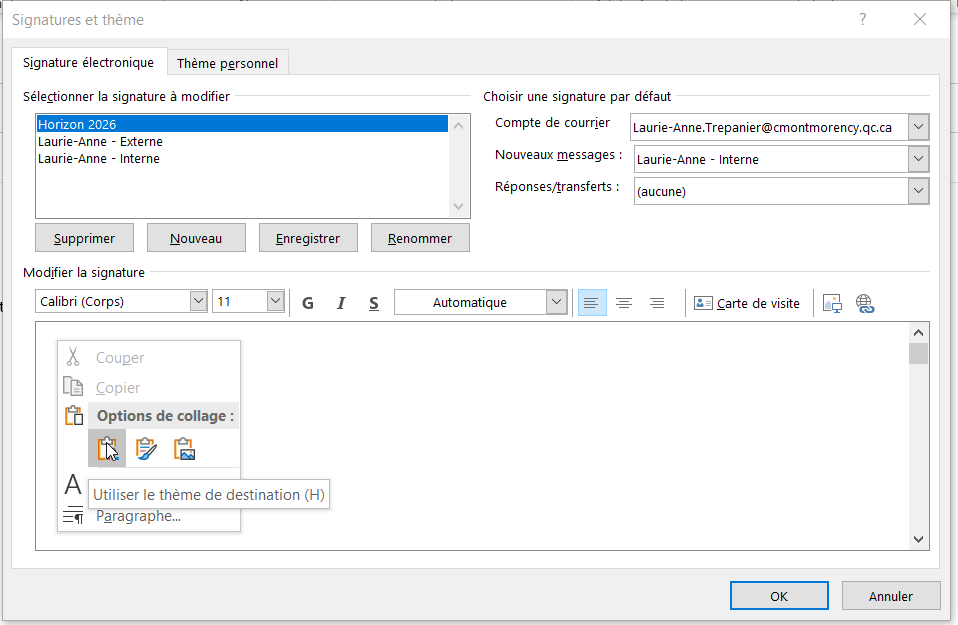 Signatures et thème
Signature électronique
Thème personnel
Sélectionner la signature à modifier
Choisir une signature par défaut
Horizon 2026
Laurie-Anne - Externe
Laurie-Anne - Interne
Compte de courrier
Laurie-Anne.Trepanier@cmontmorency.qc.ca
Nouveaux messages :
Laurie-Anne - Interne
Réponses/transferts :
(aucune)
Supprimer
Nouveau
Enregistrer
Renommer
Modifier la signature
Calibri (Corps)
11
G
I
S
Automatique
Carte de visite
Couper
Copier
Options de collage :
A
Utiliser le thème de destination (H)
Paragraphe...
OK
Annuler